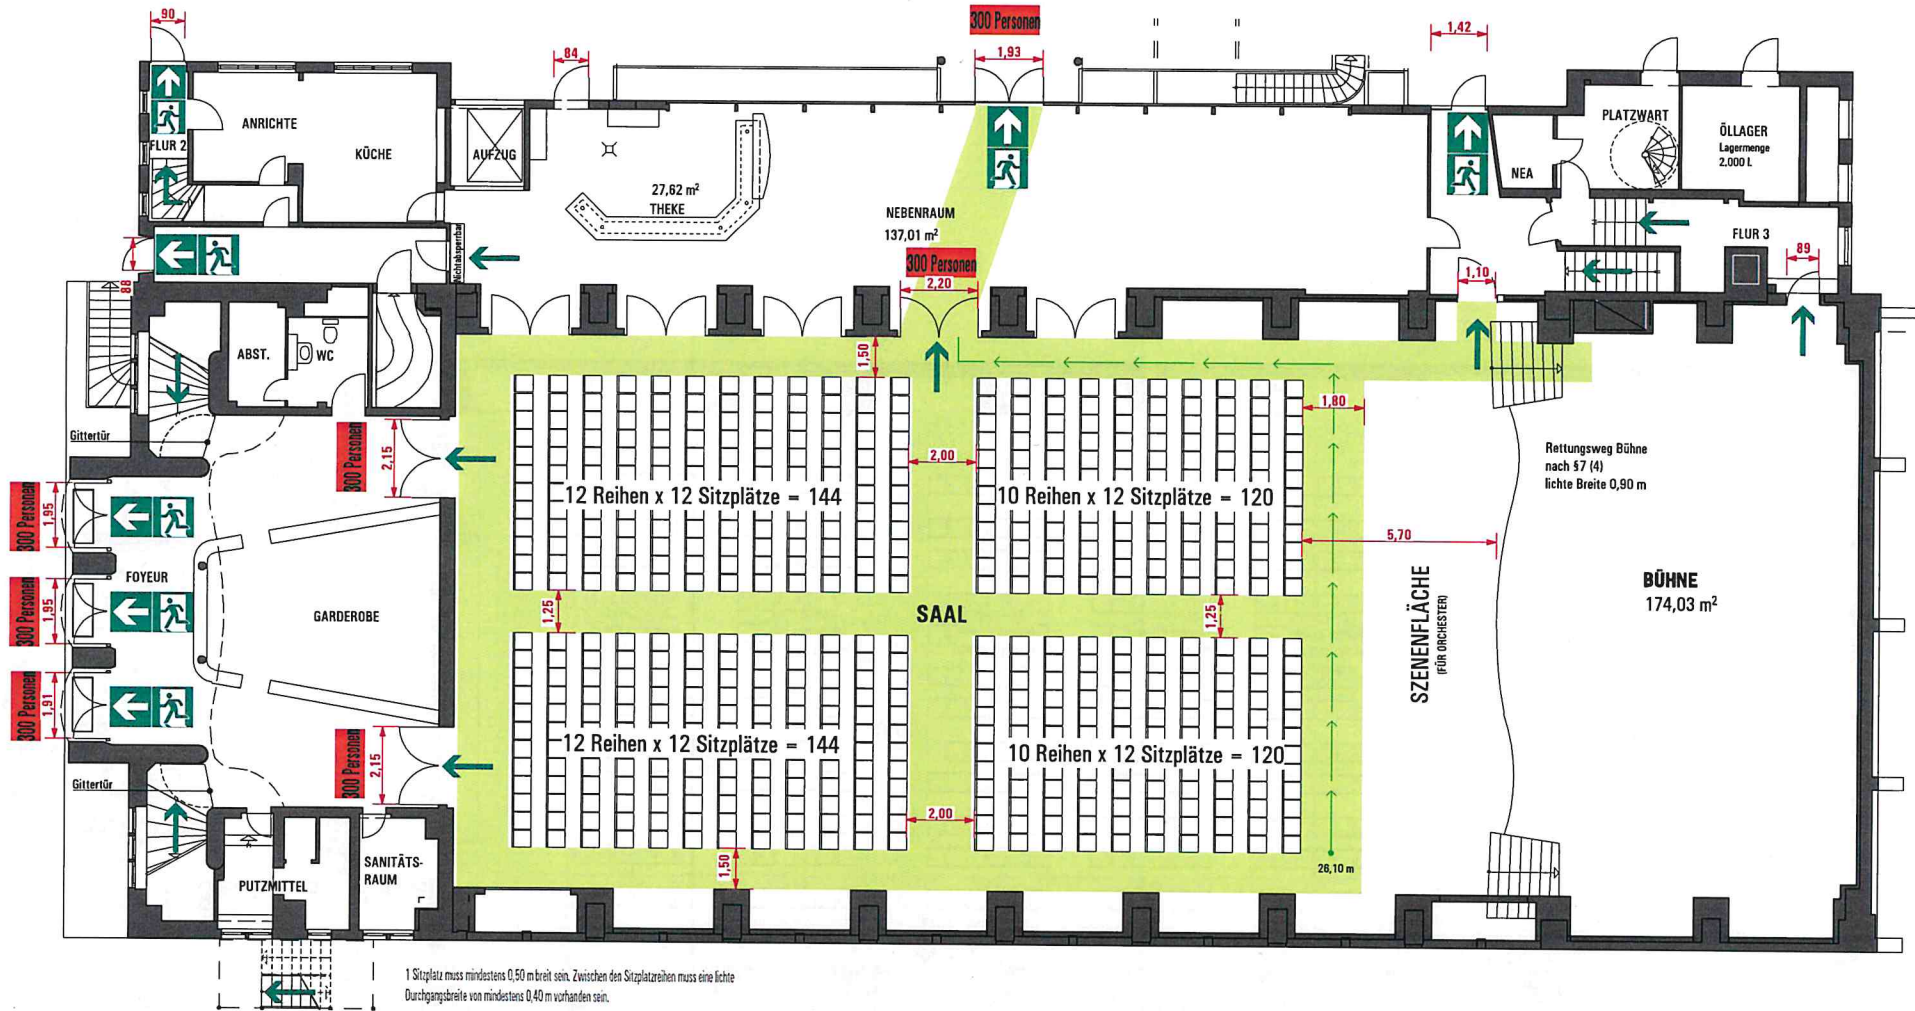 300 Personen
90
84
1,93
1,42
ANRICHTE
FLUR 2
KÜCHE
AUFZUG
27,62 m²
THEKE
NEBENRAUM
137,01 m²
300 Personen
2,20
PLATZWART
ÖLLAGER
Lagermenge
2.000 l.
NEA
FLUR 3
89
1,10
Nichtabsperrbar
88
ABST.
WC
1,50
1,80
Gittertür
300 Personen
2,15
2,00
Rettungsweg Bühne
nach §7 (4)
lichte Breite 0,90 m
12 Reihen x 12 Sitzplätze = 144
10 Reihen x 12 Sitzplätze = 120
300 Personen
1,95
5,70
FOYEUR
300 Personen
1,95
GARDEROBE
1,25
SAAL
1,25
SZENENFLÄCHE
(FÜR ORCHESTER)
BÜHNE
174,03 m²
300 Personen
1,91
12 Reihen x 12 Sitzplätze = 144
10 Reihen x 12 Sitzplätze = 120
300 Personen
2,15
Gittertür
2,00
1,50
26,10 m
SANITÄTS-
RAUM
PUTZMITTEL
1 Sitzplatz muss mindestens 0,50 m breit sein. Zwischen den Sitzplatzreihen muss eine lichte
Durchgangsbreite von mindestens 0,40 m vorhanden sein.